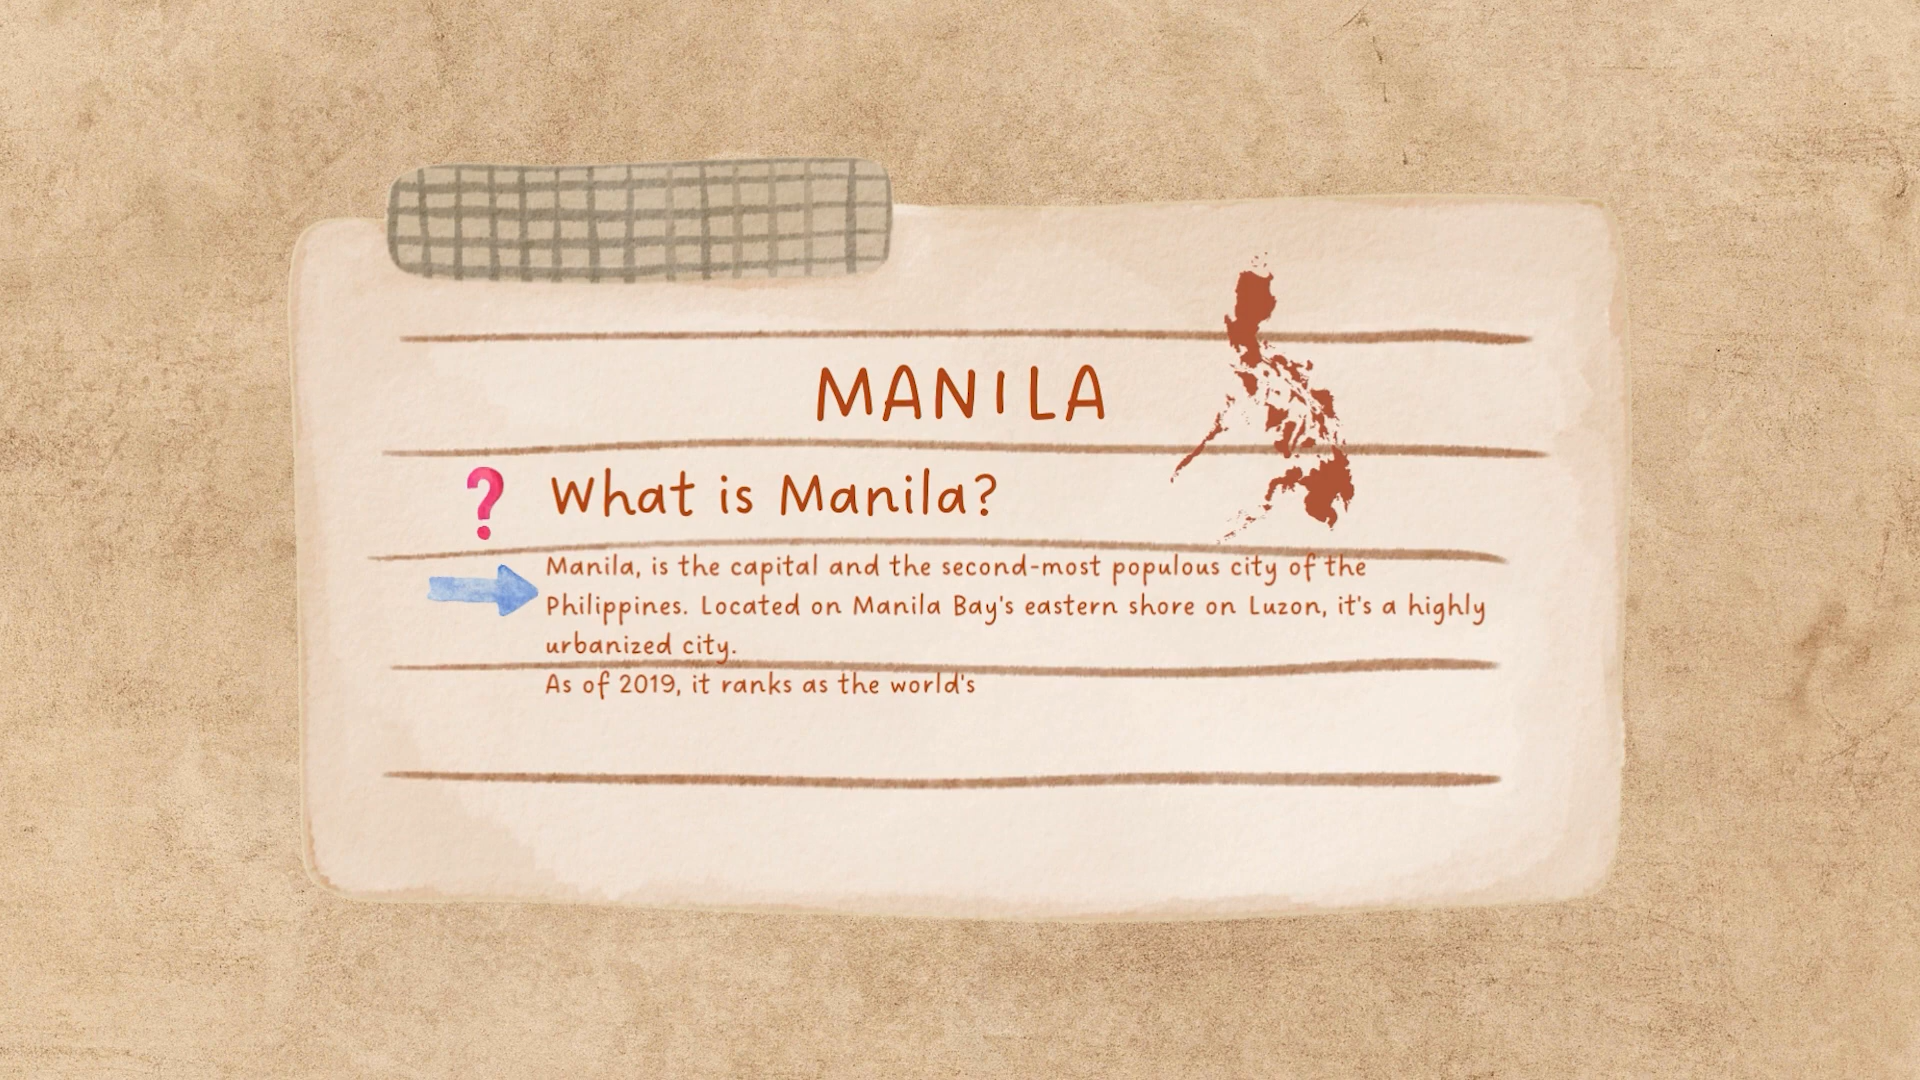 MANILA
What is Manila?
Manila, is the capital and the second-most populous city of the
Philippines. Located on Manila Bay's eastern shore on Luzon, it's a highly
urbanized city.
As of 2019, it ranks as the world's